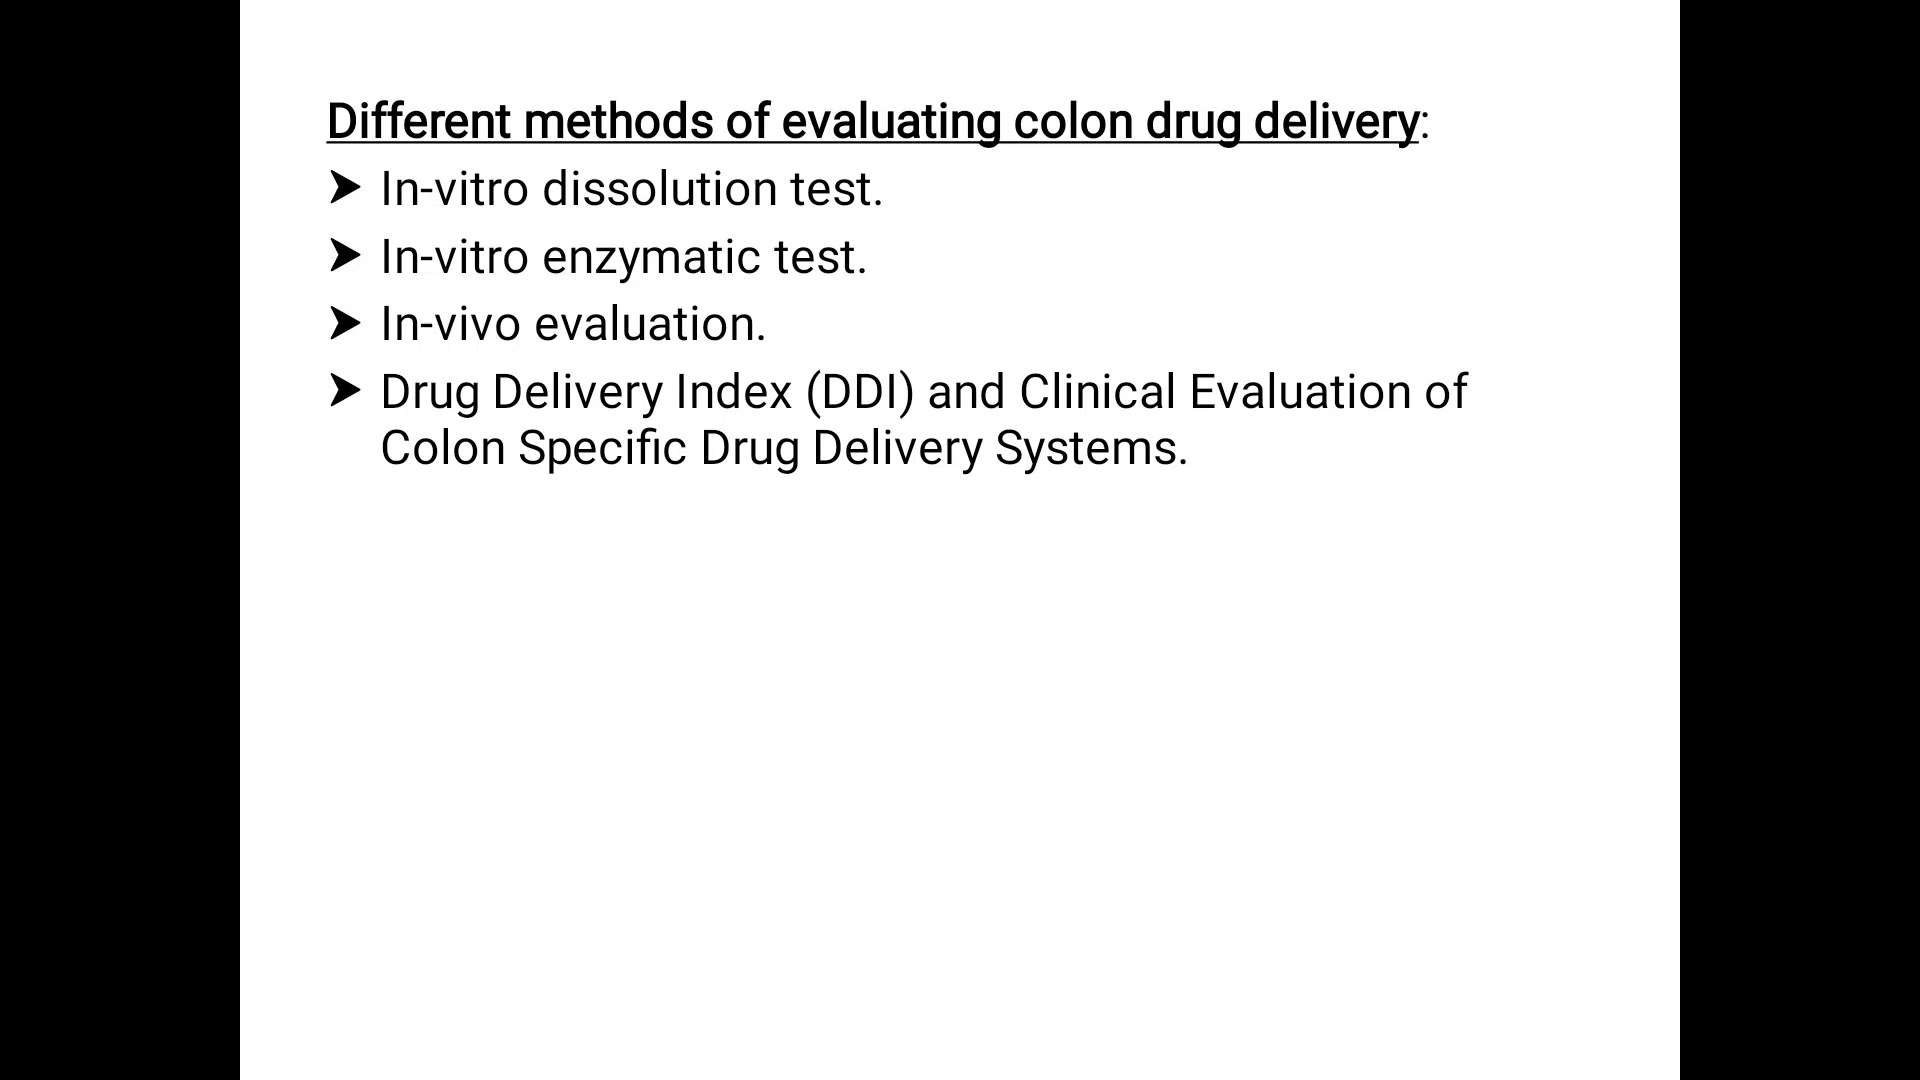 Different methods of evaluating colon drug delivery:
➤ In-vitro dissolution test.
➤ In-vitro enzymatic test.
➤ In-vivo evaluation.
➤ Drug Delivery Index (DDI) and Clinical Evaluation of
Colon Specific Drug Delivery Systems.